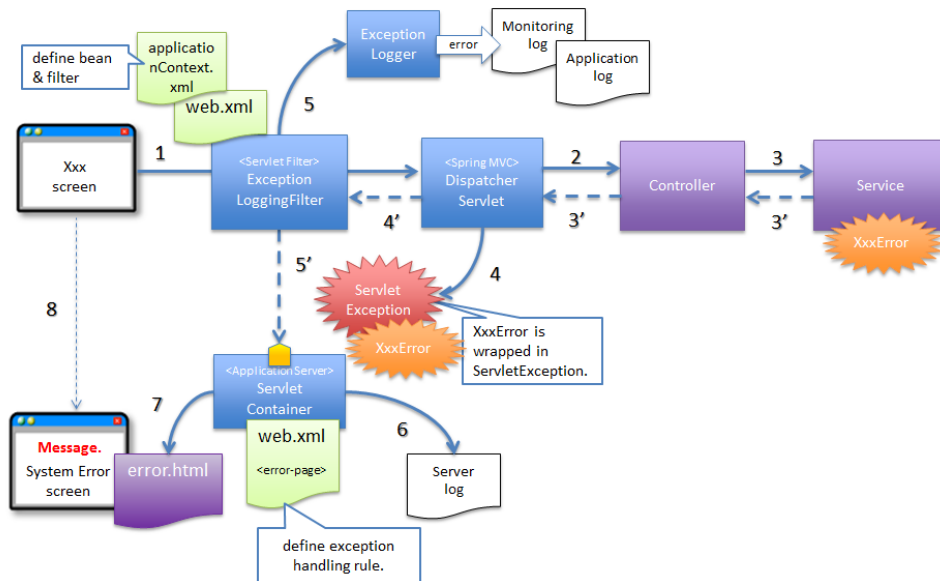 define bean
& filter
applicatio
nContext.
xml
web.xml
Exception
Logger
error
Monitoring
log
Application
log
5
Xxx
screen
1
<Servlet Filter>
Exception
LoggingFilter
<Spring MVC>
Dispatcher
Servlet
2
Controller
3
Service
4’
3’
3’
XxxError
5’
4
Servlet
Exception
XxxError
XxxError is
wrapped in
ServletException.
8
<Application Server>
Servlet
Container
7
6
Message.
System Error
screen
error.html
web.xml
<error-page>
Server
log
define exception
handling rule.